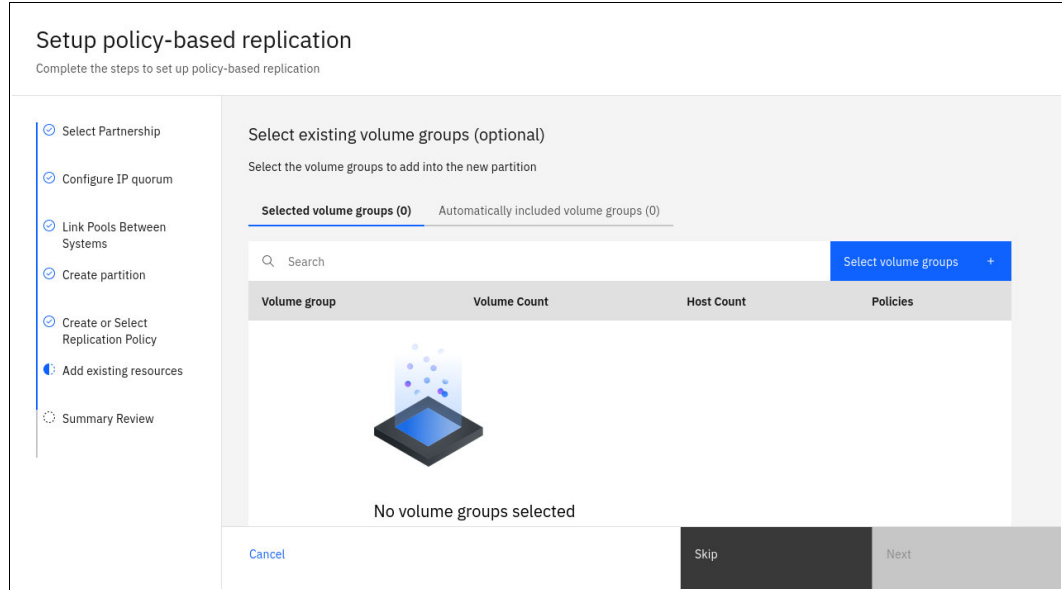 Setup policy-based replication
Complete the steps to set up policy-based replication
Select Partnership
Configure IP quorum
Link Pools Between
Systems
Create partition
Create or Select
Replication Policy
Add existing resources
Summary Review
Select existing volume groups (optional)
Select the volume groups to add into the new partition
Selected volume groups (0) Automatically included volume groups (0)
Search Select volume groups +
Volume group Volume Count Host Count Policies
No volume groups selected
Cancel Skip Next